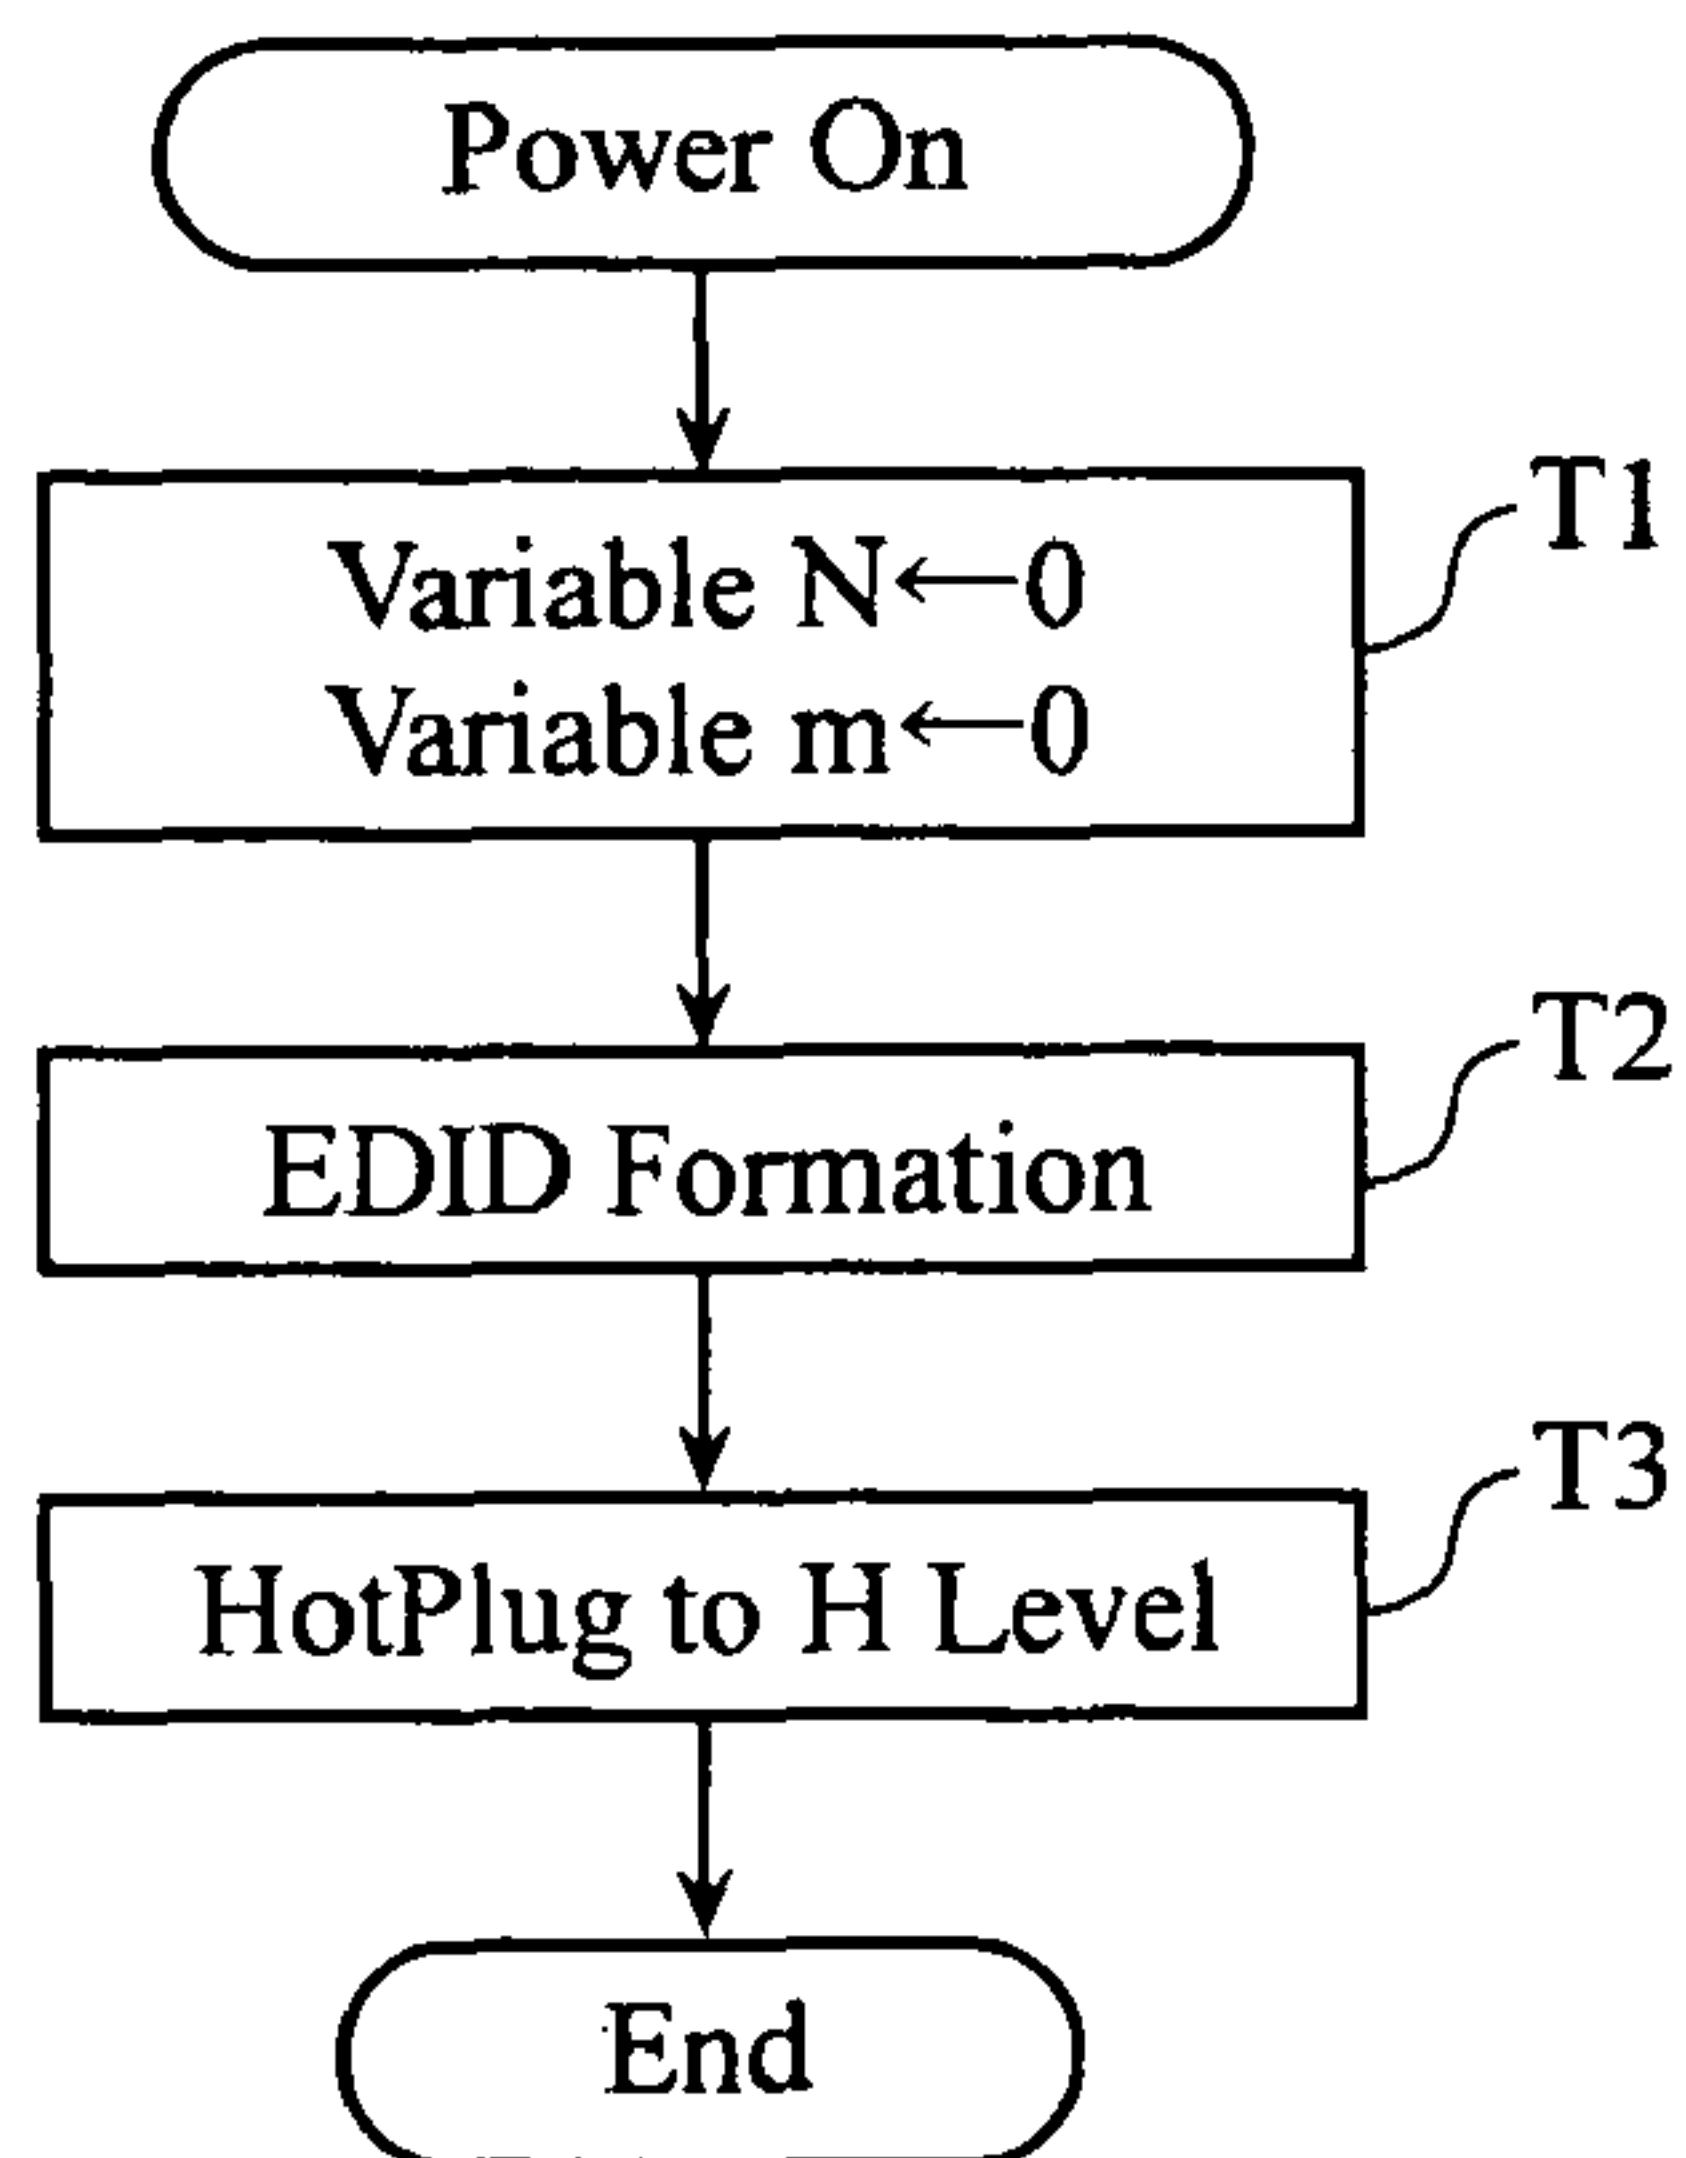 Power On
T1
Variable N←0
Variable m←0
T2
EDID Formation
T3
HotPlug to H Level
End